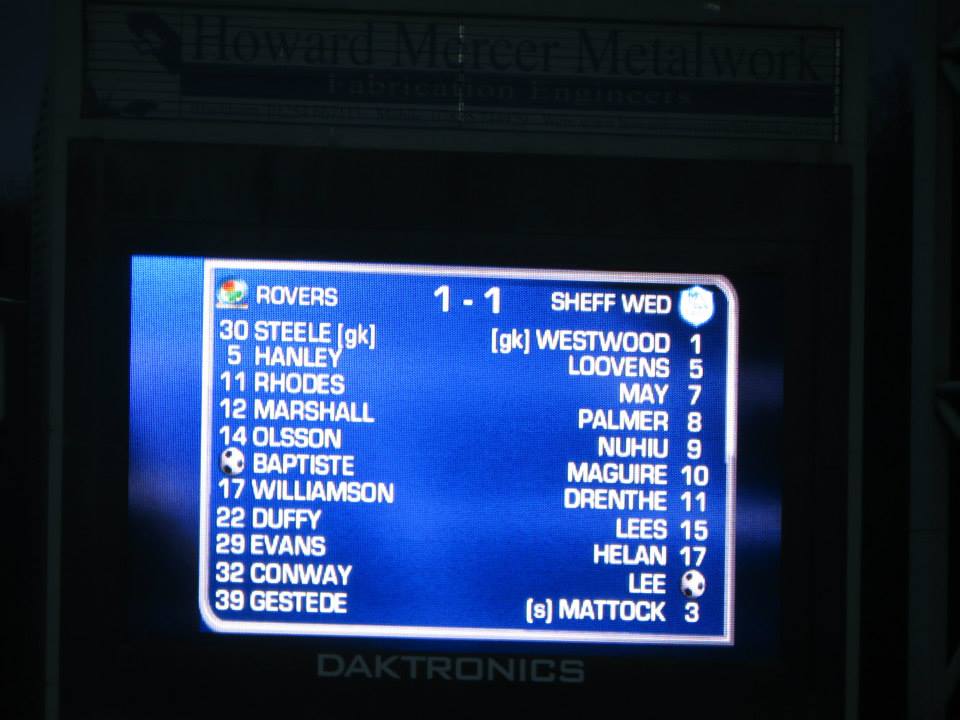 Howard Mercer Metalwork
Fabrication Engineers
ROVERS 1 - 1 SHEFF WED
30 STEELE [gk] [gk] WESTWOOD 1
5 HANLEY LOOVENS 5
11 RHODES MAY 7
12 MARSHALL PALMER 8
14 OLSSON NUHIU 9
BAPTISTE MAGUIRE 10
17 WILLIAMSON DRENTHE 11
22 DUFFY LEES 15
29 EVANS HELAN 17
32 CONWAY LEE
39 GESTEDE (s) MATTOCK 3
DAKTRONICS